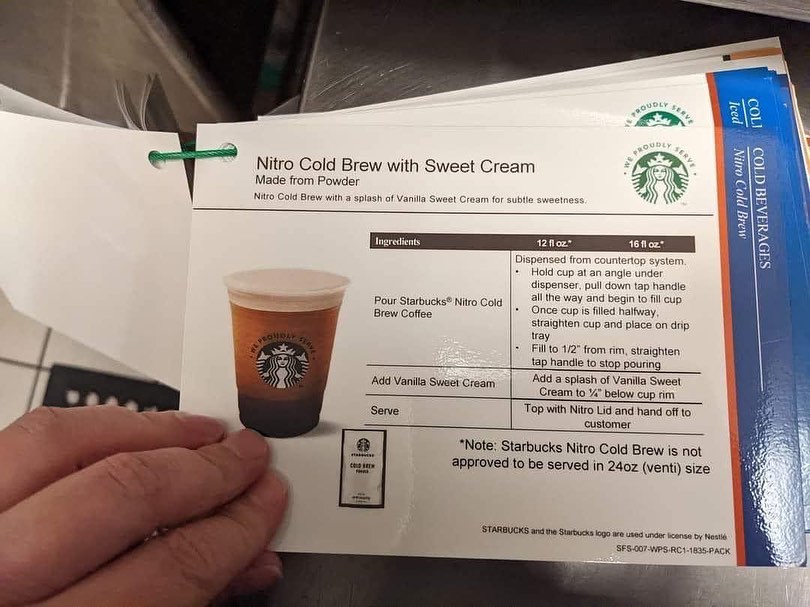 Nitro Cold Brew with Sweet Cream
Made from Powder
Nitro Cold Brew with a splash of Vanilla Sweet Cream for subtle sweetness.
WE PROUDLY SERVE
WE PROUDLY SERVE
COLD BEVERAGES
Nitro Cold Brew
COL
Iced
Ingredients 12 fl oz.* 16 fl oz.*
Pour Starbucks® Nitro Cold
Brew Coffee
Dispensed from countertop system.
• Hold cup at an angle under
dispenser, pull down tap handle
all the way and begin to fill cup
• Once cup is filled halfway,
straighten cup and place on drip
tray
• Fill to 1/2" from rim, straighten
tap handle to stop pouring
Add Vanilla Sweet Cream
Add a splash of Vanilla Sweet
Cream to ¼" below cup rim
Serve
Top with Nitro Lid and hand off to
customer
WE PROUDLY SERVE
STARBUCKS
COLD BREW
POWDER
*Note: Starbucks Nitro Cold Brew is not
approved to be served in 24oz (venti) size
STARBUCKS and the Starbucks logo are used under license by Nestlé
SFS-007-WPS-RC1-1835-PACK